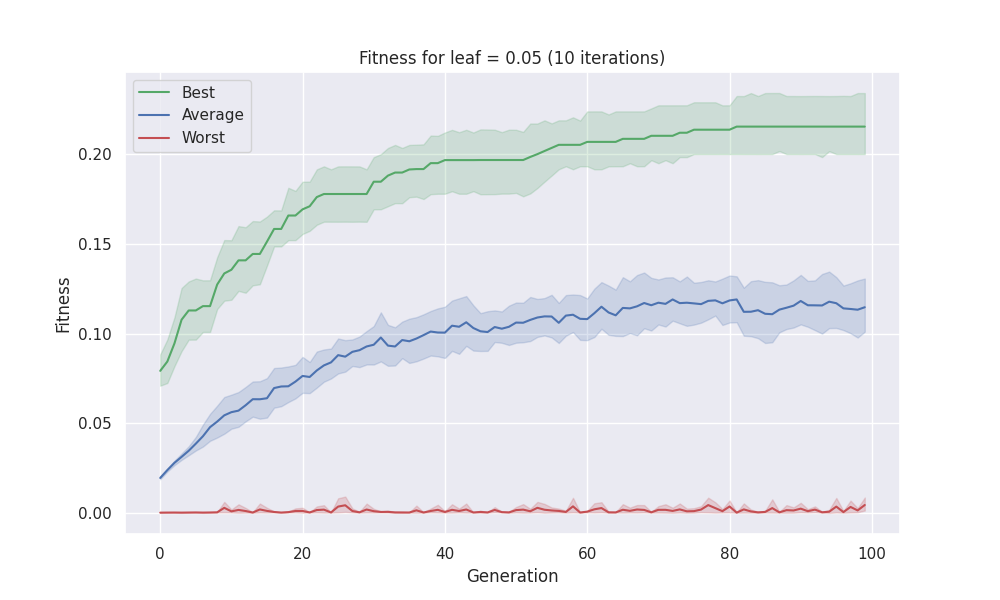 Fitness for leaf = 0.05 (10 iterations)
Best
Average
Worst
Fitness
0.20
0.15
0.10
0.05
0.00
0 20 40 60 80 100
Generation